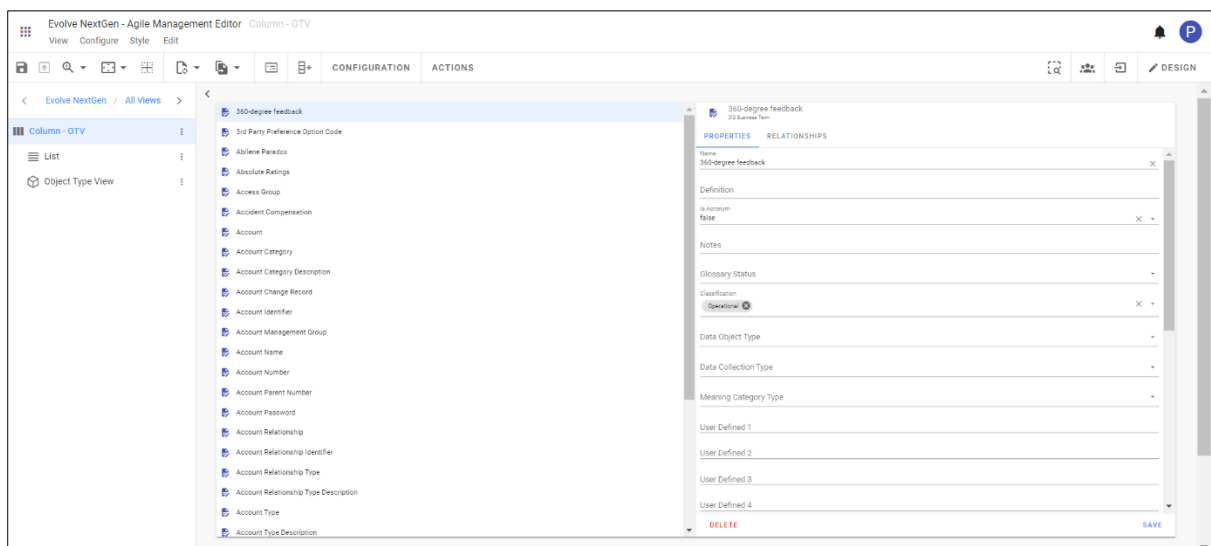 Evolve NextGen - Agile Management Editor Column - OTV
View Configure Style Edit
P
CONFIGURATION ACTIONS
DESIGN
Evolve NextGen / All Views
Column - OTV
List
Object Type View
360-degree feedback
3rd Party Preference Option Code
Abilene Paradox
Absolute Ratings
Access Group
Accident Compensation
Account
Account Category
Account Category Description
Account Change Record
Account Identifier
Account Management Group
Account Name
Account Number
Account Parent Number
Account Password
Account Relationship
Account Relationship Identifier
Account Relationship Type
Account Relationship Type Description
Account Type
Account Type Description
360-degree feedback
DG Business Term
PROPERTIES RELATIONSHIPS
Name
360-degree feedback
Definition
Is Acronym
false
Notes
Glossary Status
Classification
Operational
Data Object Type
Data Collection Type
Meaning Category Type
User Defined 1
User Defined 2
User Defined 3
User Defined 4
DELETE SAVE